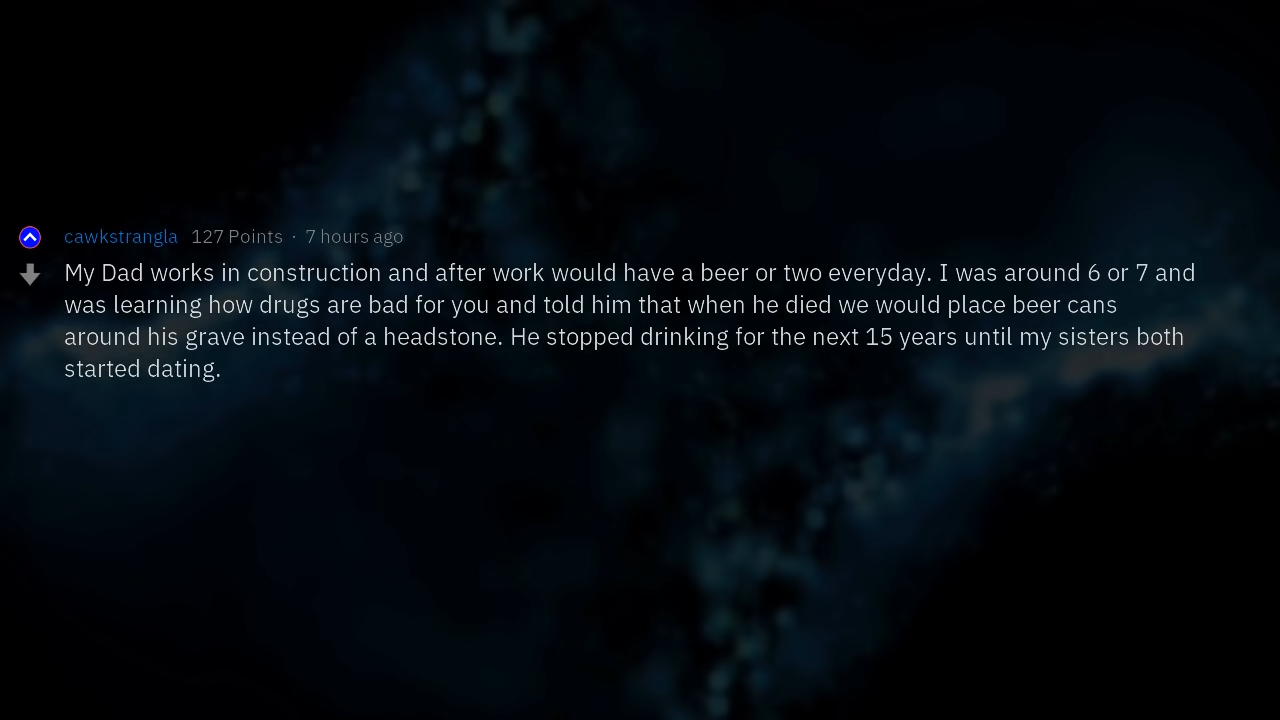 cawkstrangla 127 Points · 7 hours ago
My Dad works in construction and after work would have a beer or two everyday. I was around 6 or 7 and
was learning how drugs are bad for you and told him that when he died we would place beer cans
around his grave instead of a headstone. He stopped drinking for the next 15 years until my sisters both
started dating.